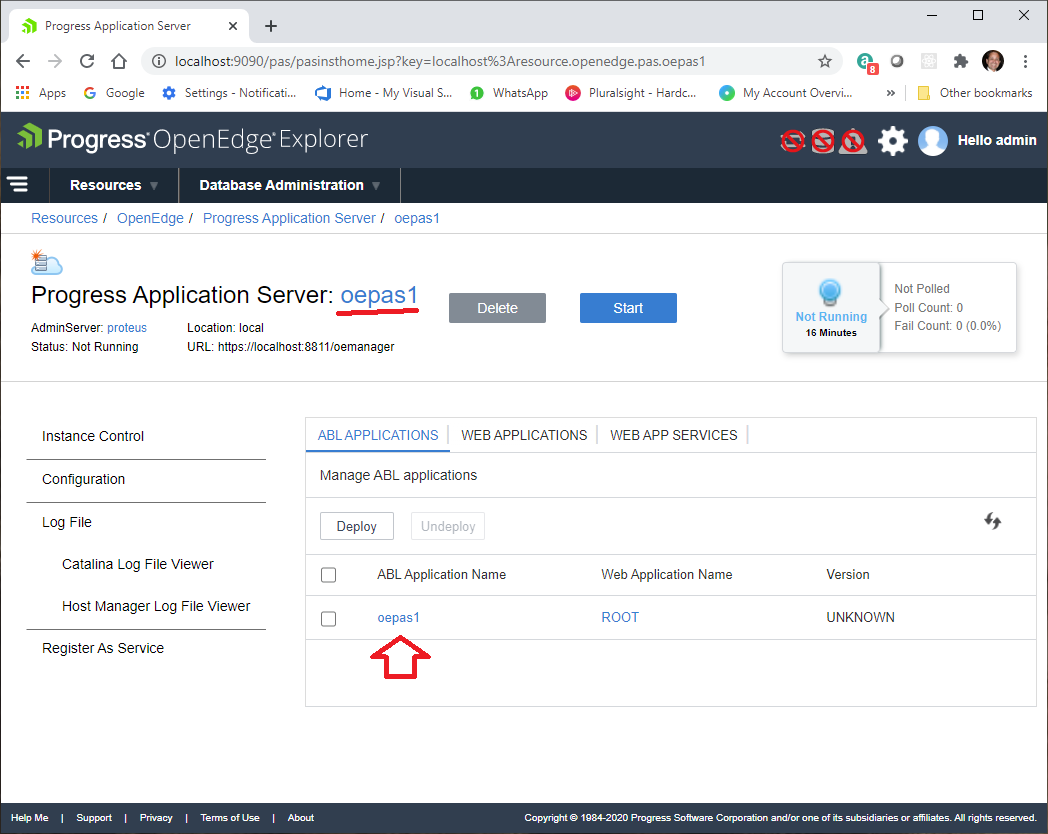 Progress Application Server
localhost:9090/pas/pasinsthome.jsp?key=localhost%3Aresource.openedge.pas.oepas1
8
Apps Google Settings - Notificati... Home - My Visual S... WhatsApp Pluralsight - Hardc... My Account Overvi... » Other bookmarks
Progress OpenEdge Explorer
Hello admin
Resources Database Administration
Resources / OpenEdge / Progress Application Server / oepas1
Progress Application Server: oepas1
Delete Start
AdminServer: proteus Location: local
Status: Not Running URL: https://localhost:8811/oemanager
Not Running
16 Minutes
Not Polled
Poll Count: 0
Fail Count: 0 (0.0%)
Instance Control
Configuration
Log File
Catalina Log File Viewer
Host Manager Log File Viewer
Register As Service
ABL APPLICATIONS WEB APPLICATIONS WEB APP SERVICES
Manage ABL applications
Deploy Undeploy
ABL Application Name Web Application Name Version
oepas1 ROOT UNKNOWN
Help Me | Support | Privacy | Terms of Use | About
Copyright © 1984-2020 Progress Software Corporation and/or one of its subsidiaries or affiliates. All rights reserved.